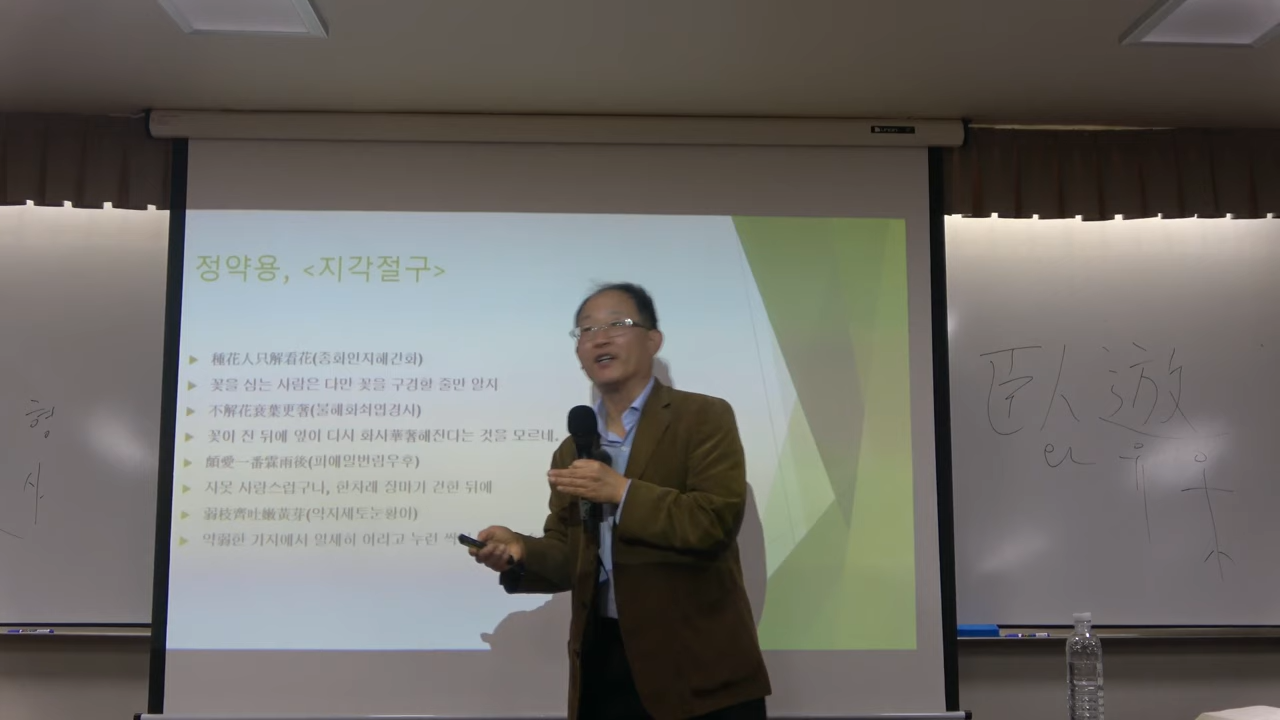 정약용, <지각절구>
種花人只解看花(종화인지해간화)
꽃을 심는 사람은 다만 꽃을 구경할 줄만 알지
不解花衰葉更奢(불해화쇠엽경사)
꽃이 진 뒤에 잎이 다시 화사華奢해진다는 것을 모르네.
頗愛一番霖雨後(파애일번림우후)
자못 사랑스럽구나, 한차례 장마가 걷힌 뒤에
弱枝齊吐嫩黃芽(약지제토눈황아)
약弱한 가지에서 일제히 여리고 누런 싹
형
사
臥遊